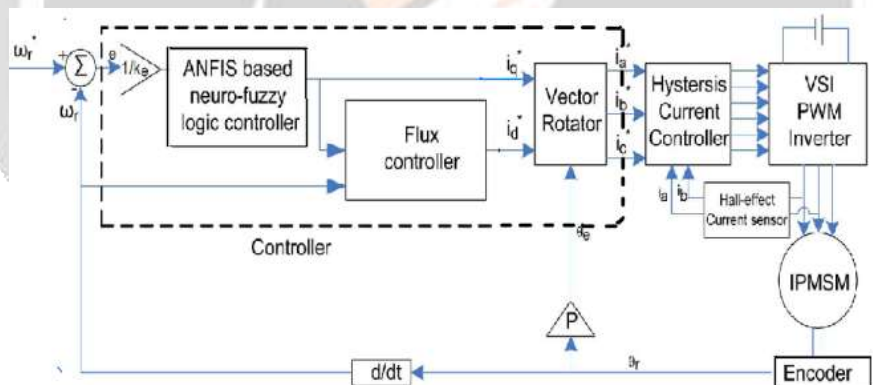 ωr*
+
Σ
-
ωr
e
1/ke
ANFIS based
neuro-fuzzy
logic controller
Flux
controller
iq*
id*
Vector
Rotator
ia*
ib*
ic*
Hystersis
Current
Controller
VSI
PWM
Inverter
ia
ib
Hall-effect
Current sensor
Controller
θe
P
IPMSM
d/dt
θr
Encoder